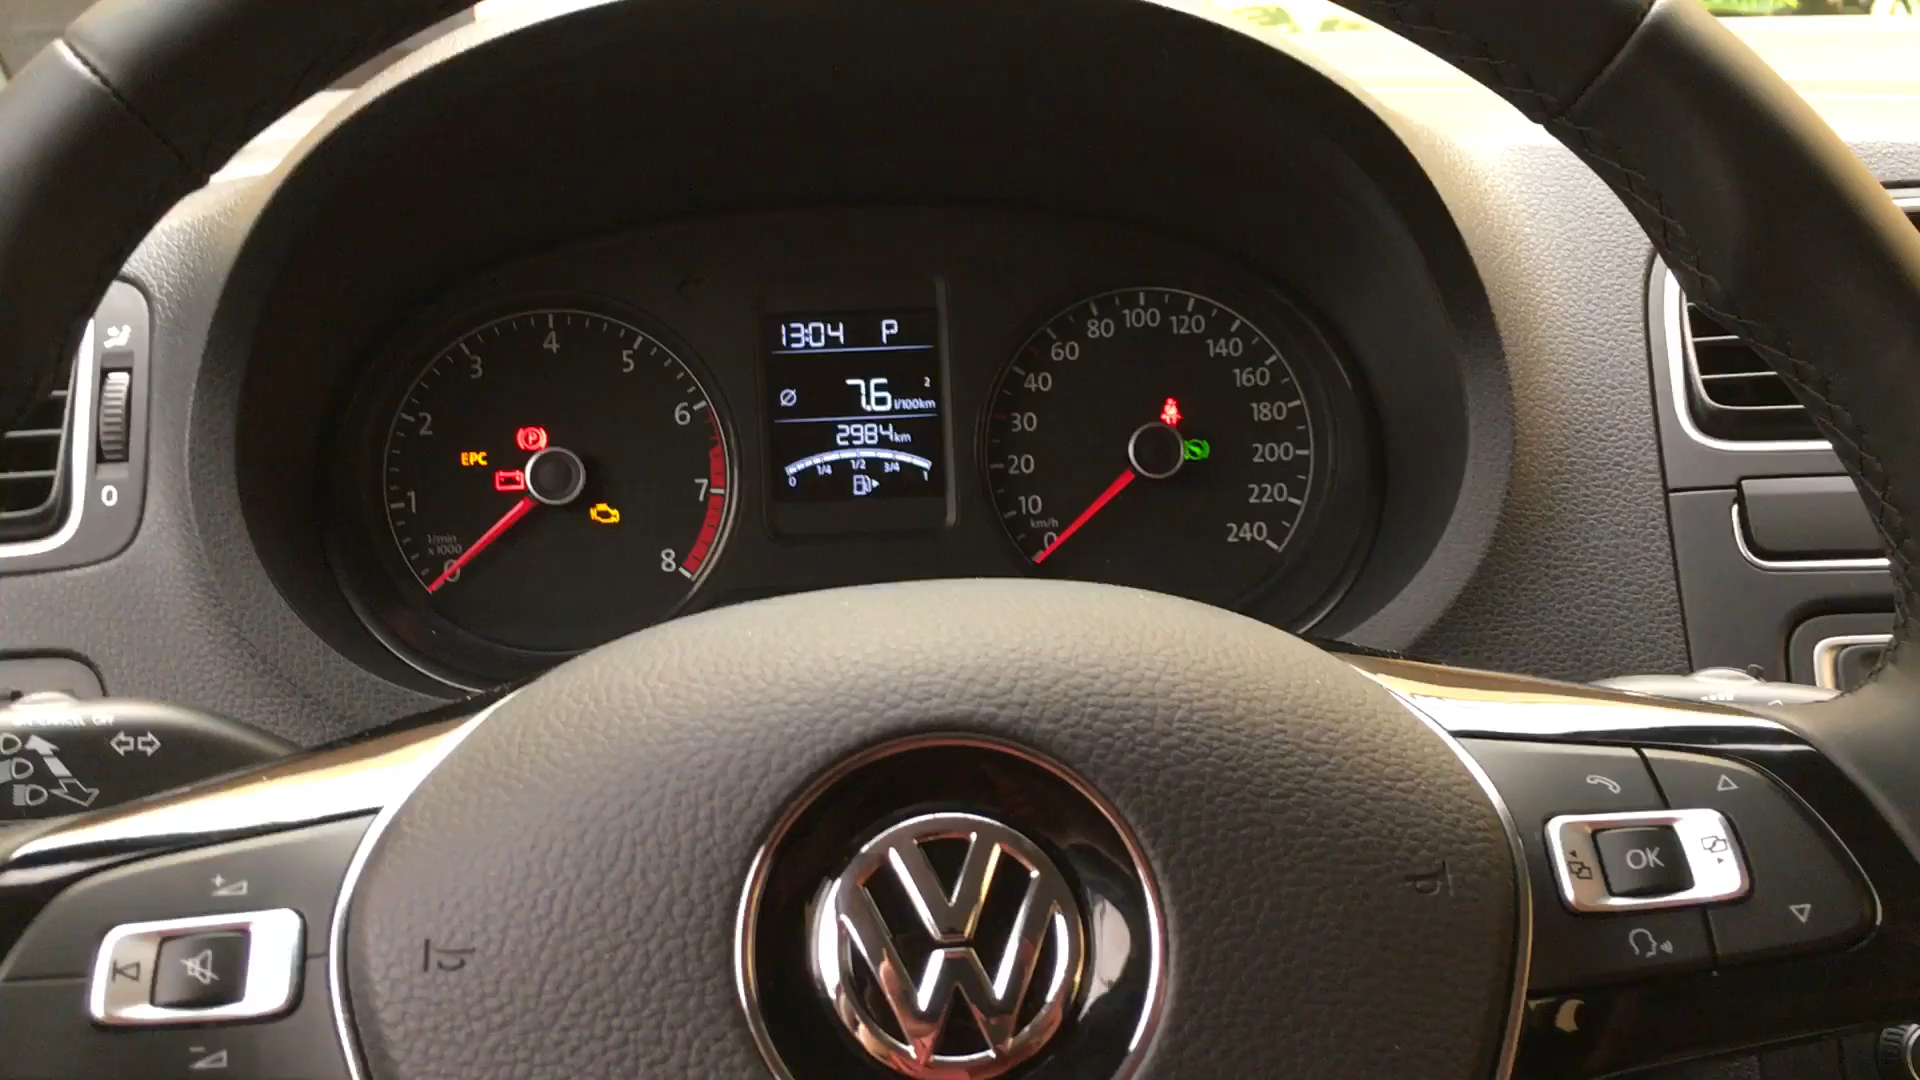 13:04 P
Ø 7.6 2 l/100km
2984 km
0 1/4 1/2 3/4 1
EPC
P
1/min
x1000
0 1 2 3 4 5 6 7 8
km/h
0 10 20 30 40 60 80 100 120 140 160 180 200 220 240
0
OK